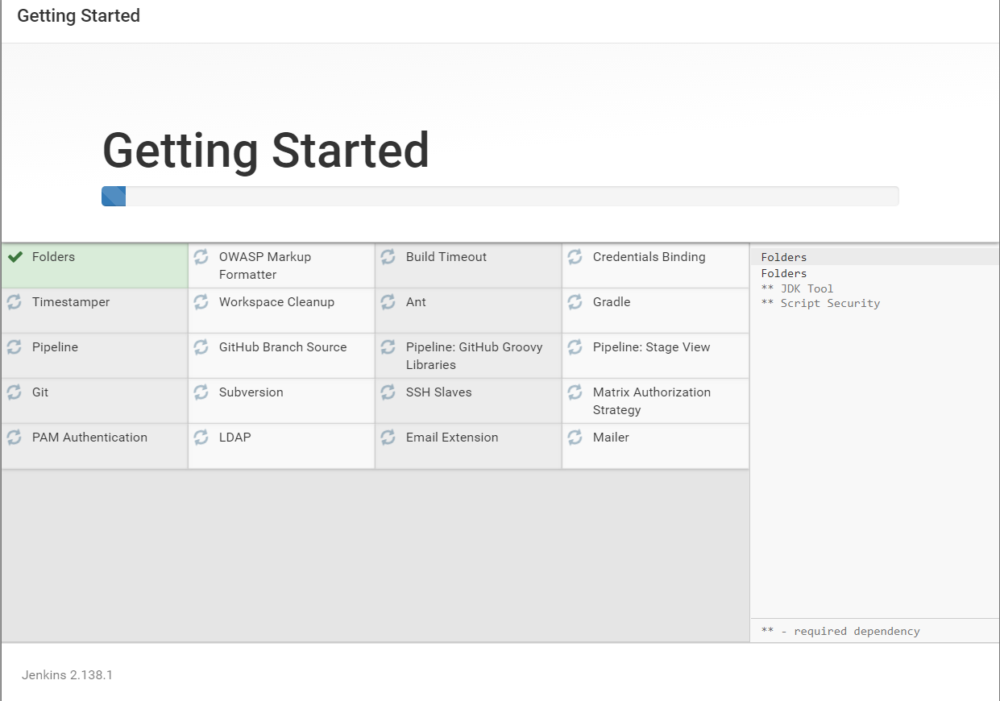 Getting Started
Getting Started
Folders
OWASP Markup
Formatter
Build Timeout
Credentials Binding
Timestamper
Workspace Cleanup
Ant
Gradle
Pipeline
GitHub Branch Source
Pipeline: GitHub Groovy
Libraries
Pipeline: Stage View
Git
Subversion
SSH Slaves
Matrix Authorization
Strategy
PAM Authentication
LDAP
Email Extension
Mailer
Folders
Folders
** JDK Tool
** Script Security
** - required dependency
Jenkins 2.138.1